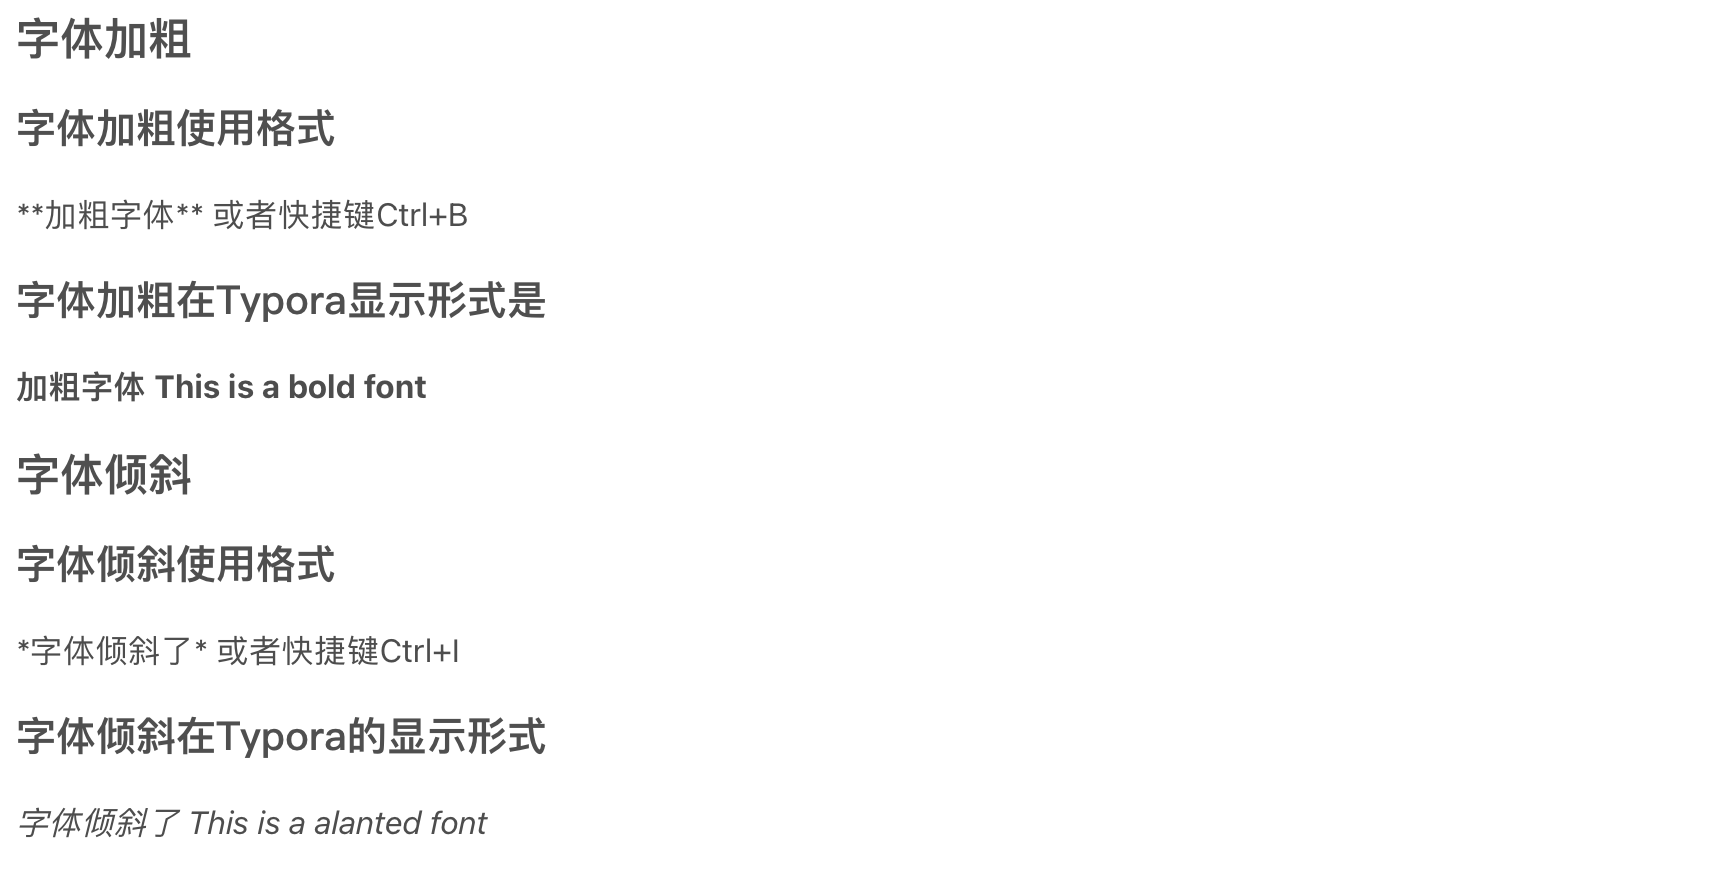 字体加粗
字体加粗使用格式
**加粗字体** 或者快捷键Ctrl+B
字体加粗在Typora显示形式是
加粗字体 This is a bold font
字体倾斜
字体倾斜使用格式
*字体倾斜了* 或者快捷键Ctrl+I
字体倾斜在Typora的显示形式
字体倾斜了 This is a alanted font